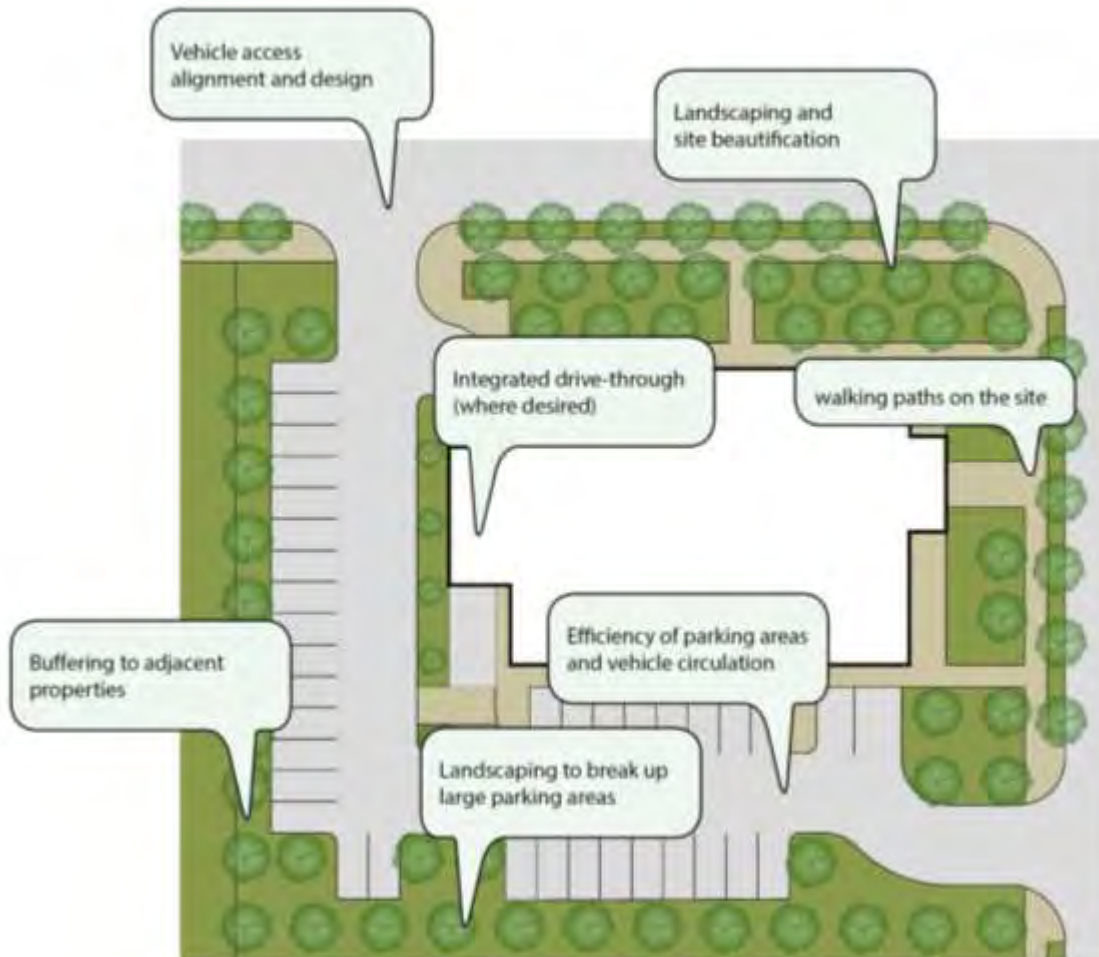 Vehicle access
alignment and design
Landscaping and
site beautification
Integrated drive-through
(where desired)
walking paths on the site
Efficiency of parking areas
and vehicle circulation
Buffering to adjacent
properties
Landscaping to break up
large parking areas